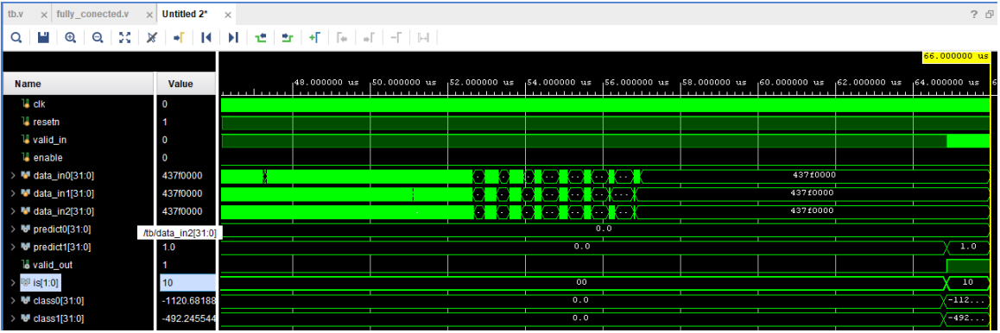 tb.v × fully_conected.v × Untitled 2* ×
?
66.000000 us
Name Value
48.000000 us 50.000000 us 52.000000 us 54.000000 us 56.000000 us 58.000000 us 60.000000 us 62.000000 us 64.000000 us 6
clk 0
resetn 1
valid_in 0
enable 0
data_in0[31:0] 437f0000 437f0000
data_in1[31:0] 437f0000 437f0000
data_in2[31:0] 437f0000 437f0000
predict0[31:0] 0.0
/tb/data_in2[31:0]
predict1[31:0] 1.0 0.0 1.0
valid_out 1
is[1:0] 10 00 10
class0[31:0] -1120.68188 0.0 -112...
class1[31:0] -492.245544 0.0 -492...